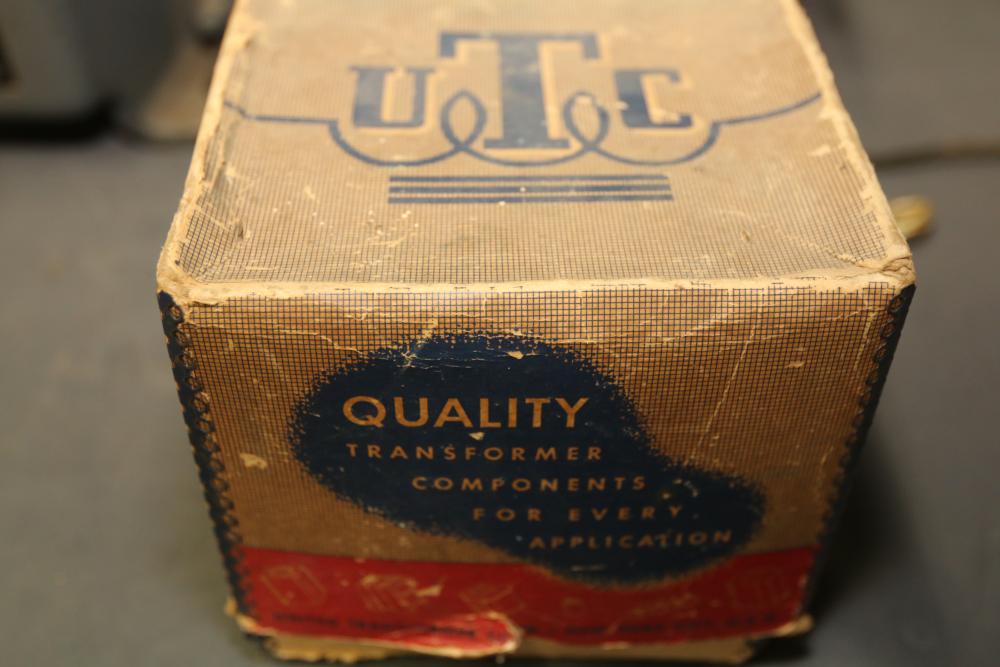 UTC
QUALITY
TRANSFORMER
COMPONENTS
FOR EVERY
APPLICATION